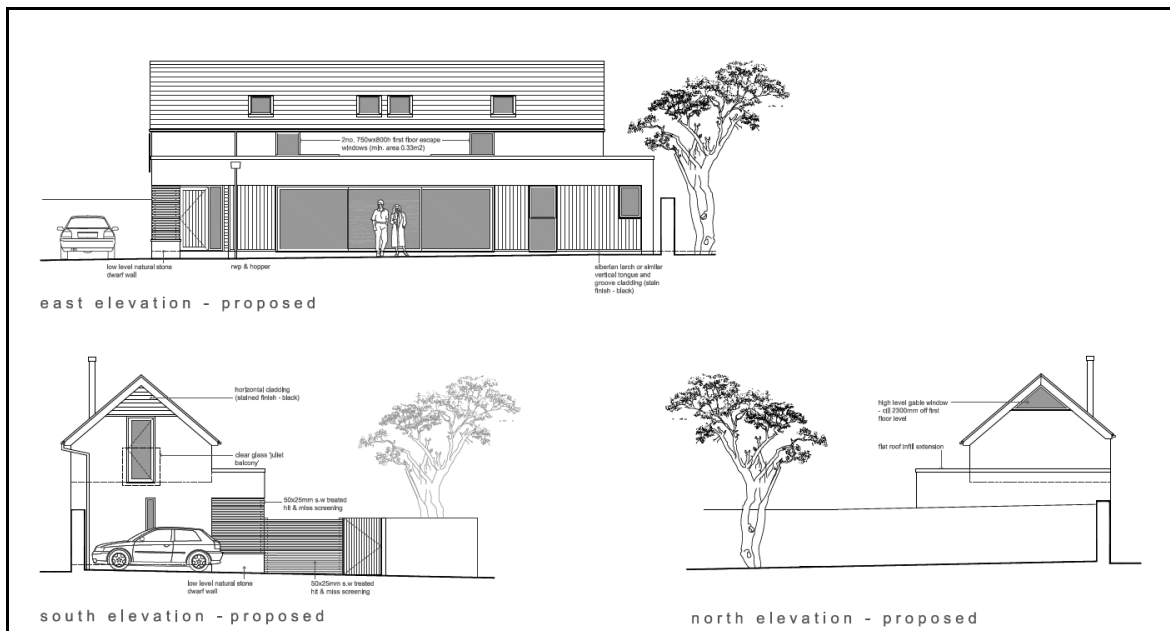 2no. 750wx800h first floor escape
windows (min. area 0.33m2)
low level natural stone
dwarf wall
rwp & hopper
siberian larch or similar
vertical tongue and
groove cladding (stain
finish - black)
east elevation - proposed
horizontal cladding
(stained finish - black)
clear glass 'juliet
balcony'
50x25mm s.w treated
hit & miss screening
low level natural stone
dwarf wall
50x25mm s.w treated
hit & miss screening
south elevation - proposed
high level gable window
- cill 2300mm off first
floor level
flat roof infill extension
north elevation - proposed